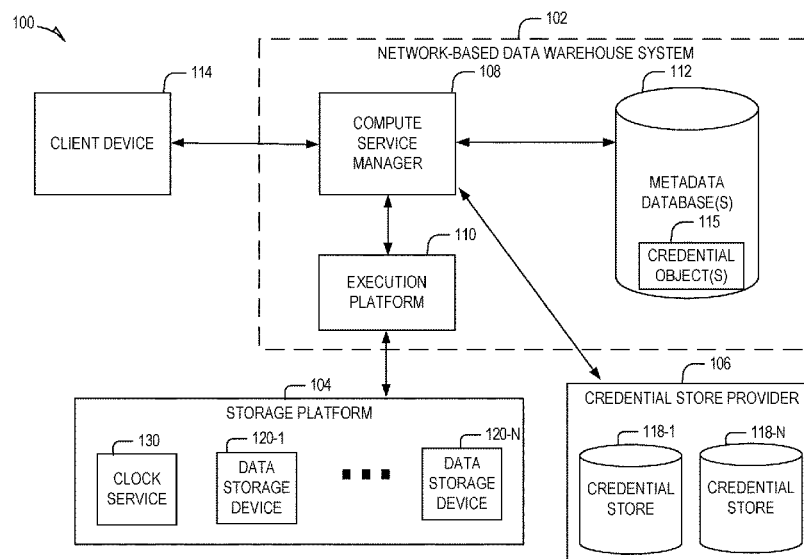 100
102
NETWORK-BASED DATA WAREHOUSE SYSTEM
114
CLIENT DEVICE
108
COMPUTE
SERVICE
MANAGER
112
METADATA
DATABASE(S)
115
CREDENTIAL
OBJECT(S)
110
EXECUTION
PLATFORM
104
STORAGE PLATFORM
130
CLOCK
SERVICE
120-1
DATA
STORAGE
DEVICE
120-N
DATA
STORAGE
DEVICE
106
CREDENTIAL STORE PROVIDER
118-1
CREDENTIAL
STORE
118-N
CREDENTIAL
STORE